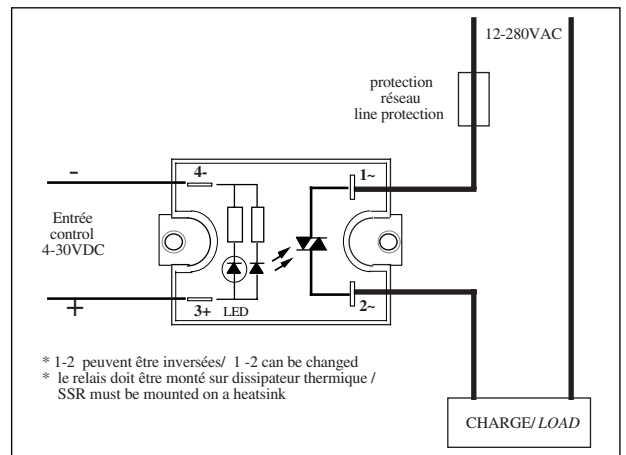 12-280VAC
protection
réseau
line protection
-
4-
1~
Entrée
control
4-30VDC
+
3+
LED
2~
* 1-2 peuvent être inversées/ 1 -2 can be changed
* le relais doit être monté sur dissipateur thermique /
SSR must be mounted on a heatsink
CHARGE/ LOAD